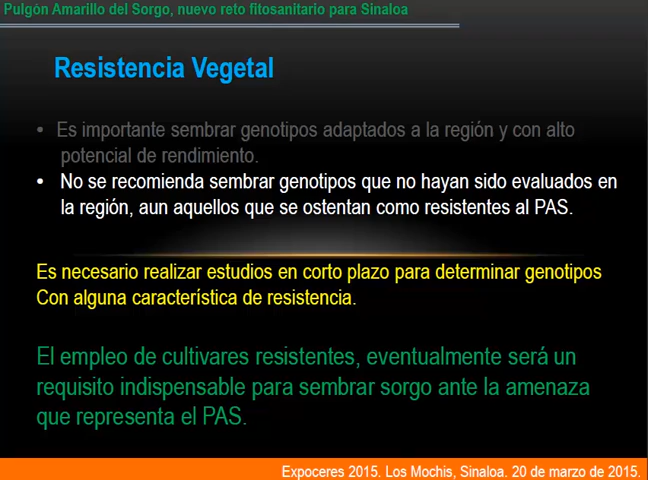 Pulgón Amarillo del Sorgo, nuevo reto fitosanitario para Sinaloa
Resistencia Vegetal
• Es importante sembrar genotipos adaptados a la región y con alto
potencial de rendimiento.
• No se recomienda sembrar genotipos que no hayan sido evaluados en
la región, aun aquellos que se ostentan como resistentes al PAS.
Es necesario realizar estudios en corto plazo para determinar genotipos
Con alguna característica de resistencia.
El empleo de cultivares resistentes, eventualmente será un
requisito indispensable para sembrar sorgo ante la amenaza
que representa el PAS.
Expoceres 2015. Los Mochis, Sinaloa. 20 de marzo de 2015.